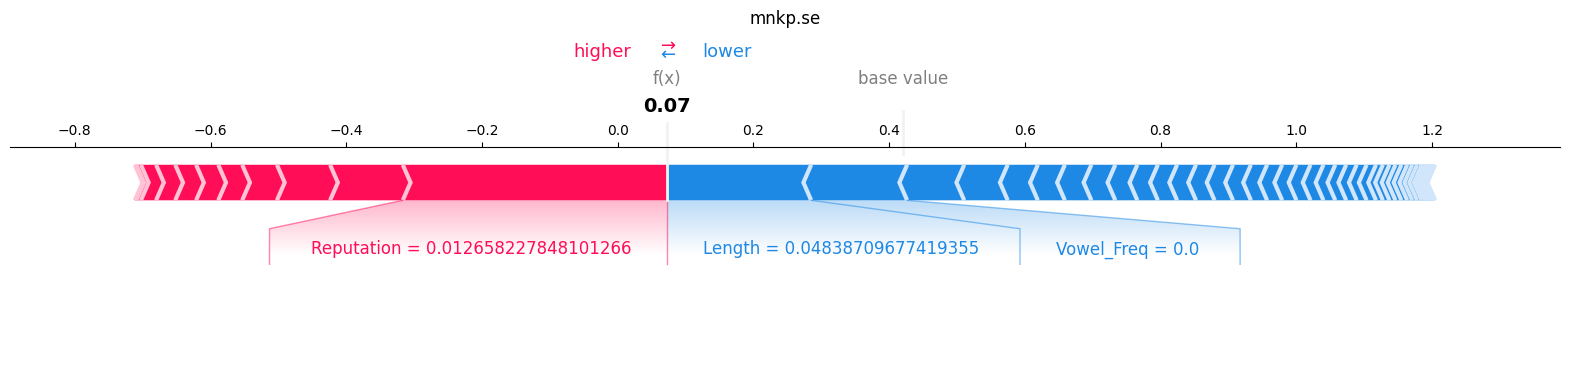 mnkp.se
higher ⇄ lower
f(x) base value
0.07
−0.8 −0.6 −0.4 −0.2 0.0 0.2 0.4 0.6 0.8 1.0 1.2
Reputation = 0.012658227848101266 Length = 0.04838709677419355 Vowel_Freq = 0.0